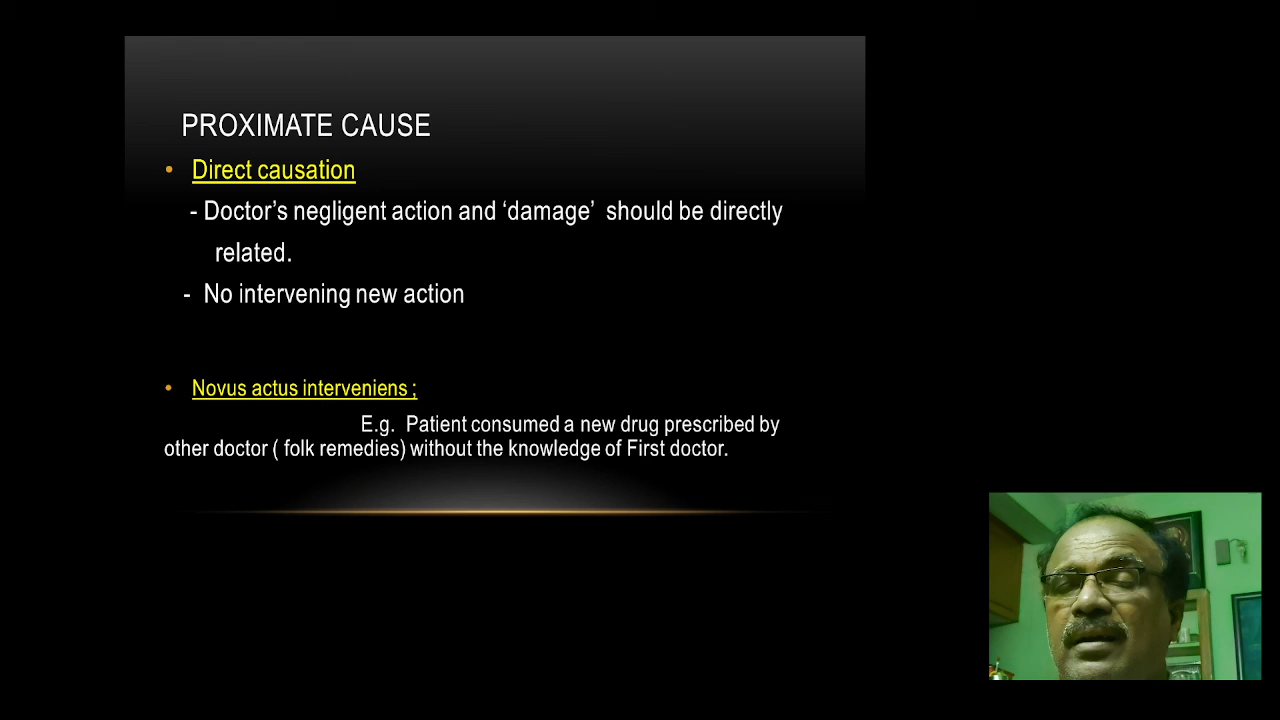 PROXIMATE CAUSE
• Direct causation
- Doctor’s negligent action and ‘damage’ should be directly
related.
- No intervening new action
• Novus actus interveniens ;
E.g. Patient consumed a new drug prescribed by
other doctor ( folk remedies) without the knowledge of First doctor.